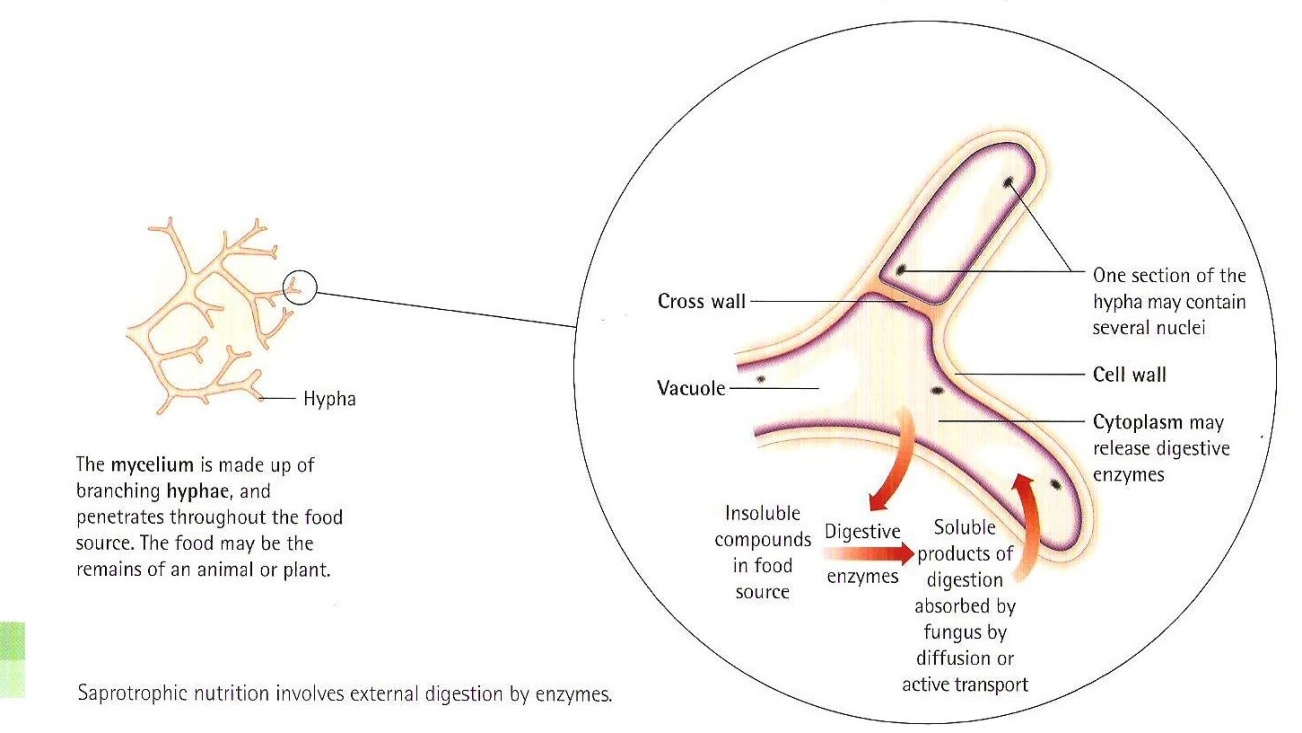 Hypha
The mycelium is made up of
branching hyphae, and
penetrates throughout the food
source. The food may be the
remains of an animal or plant.
Saprotrophic nutrition involves external digestion by enzymes.
Cross wall
Vacuole
One section of the
hypha may contain
several nuclei
Cell wall
Cytoplasm may
release digestive
enzymes
Insoluble
compounds
in food
source
Digestive
enzymes
Soluble
products of
digestion
absorbed by
fungus by
diffusion or
active transport